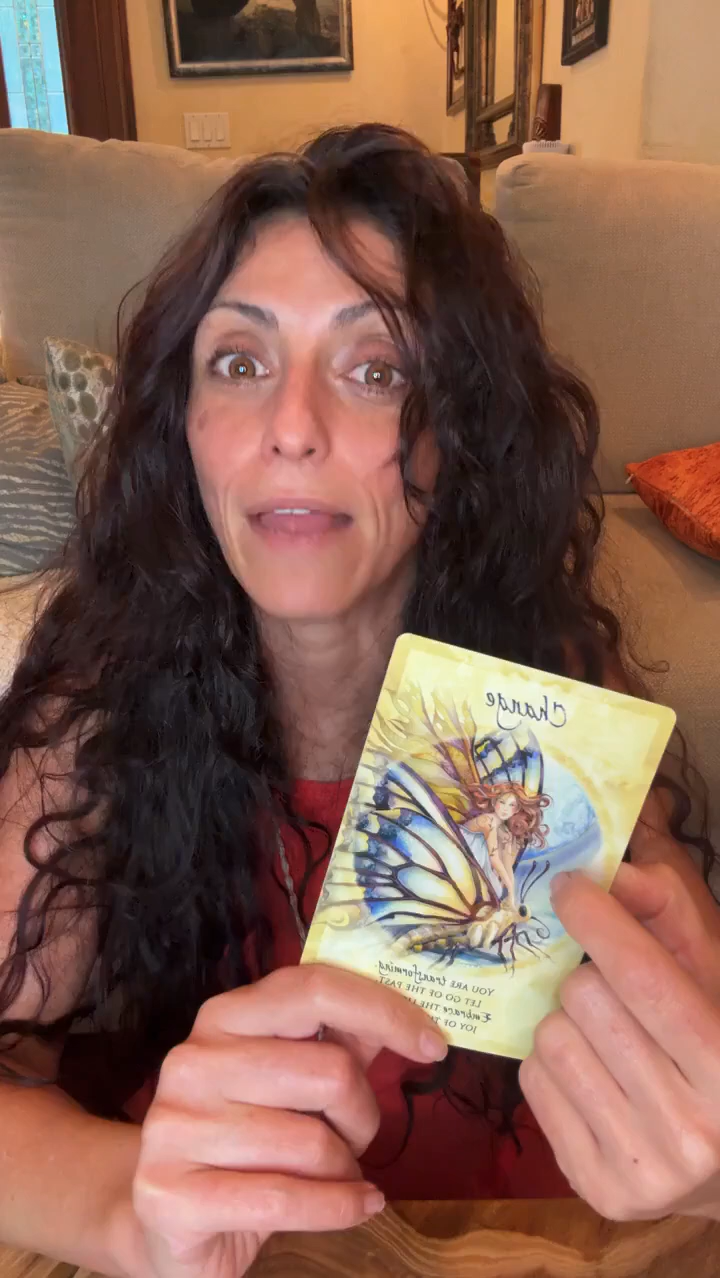 Change
YOU ARE transforming.
LET GO OF THE PAST.
Embrace THE
JOY OF